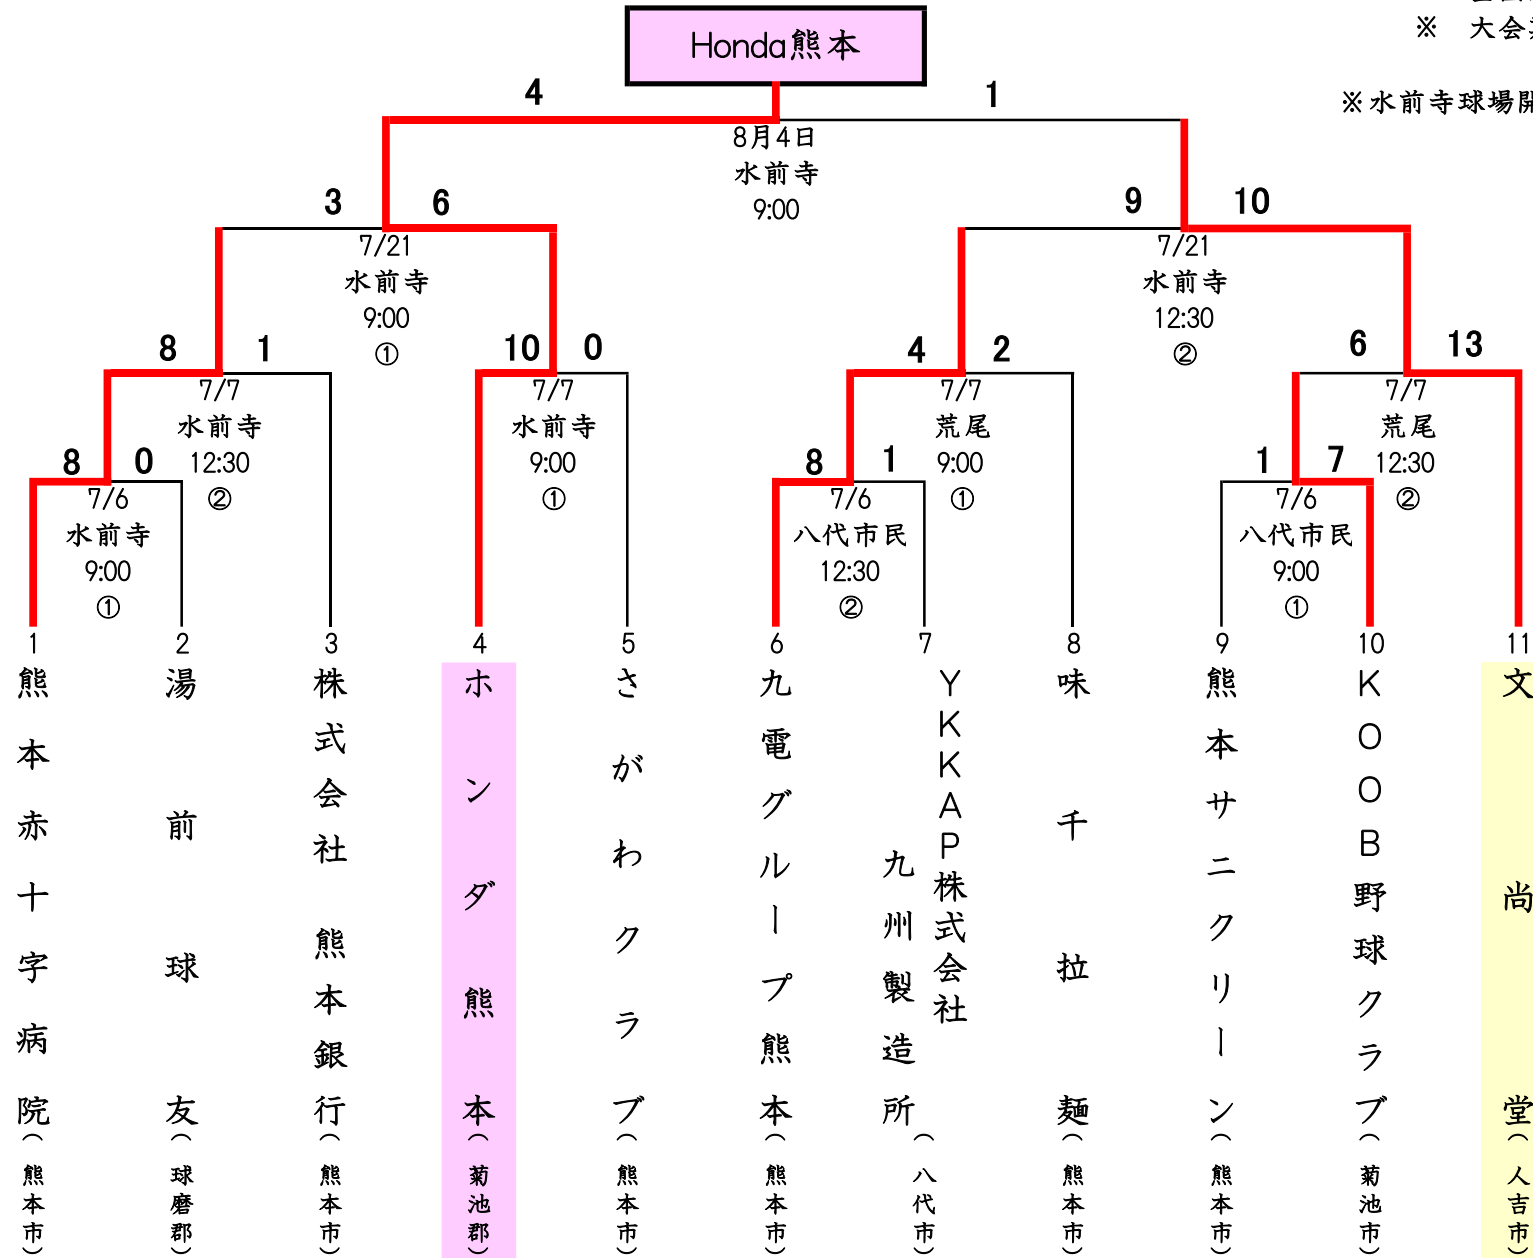 Honda熊本
※　大会
※水前寺球場開
4
1
8月4日
水前寺
9:00
3
6
7/21
水前寺
9:00
①
9
10
7/21
水前寺
12:30
②
8
1
7/7
水前寺
12:30
②
10
0
7/7
水前寺
9:00
①
4
2
7/7
荒尾
9:00
①
6
13
7/7
荒尾
12:30
②
8
0
7/6
水前寺
9:00
①
8
1
7/6
八代市民
12:30
②
1
7
7/6
八代市民
9:00
①
1
熊本赤十字病院（熊本市）
2
湯前球友（球磨郡）
3
株式会社 熊本銀行（熊本市）
4
ホンダ熊本（菊池郡）
5
さがわクラブ（熊本市）
6
九電グループ熊本（熊本市）
7
YKKAP株式会社
九州製造所（八代市）
8
味千拉麺（熊本市）
9
熊本サニクリーン（熊本市）
10
KOOB野球クラブ（菊池市）
11
文尚堂（人吉市）